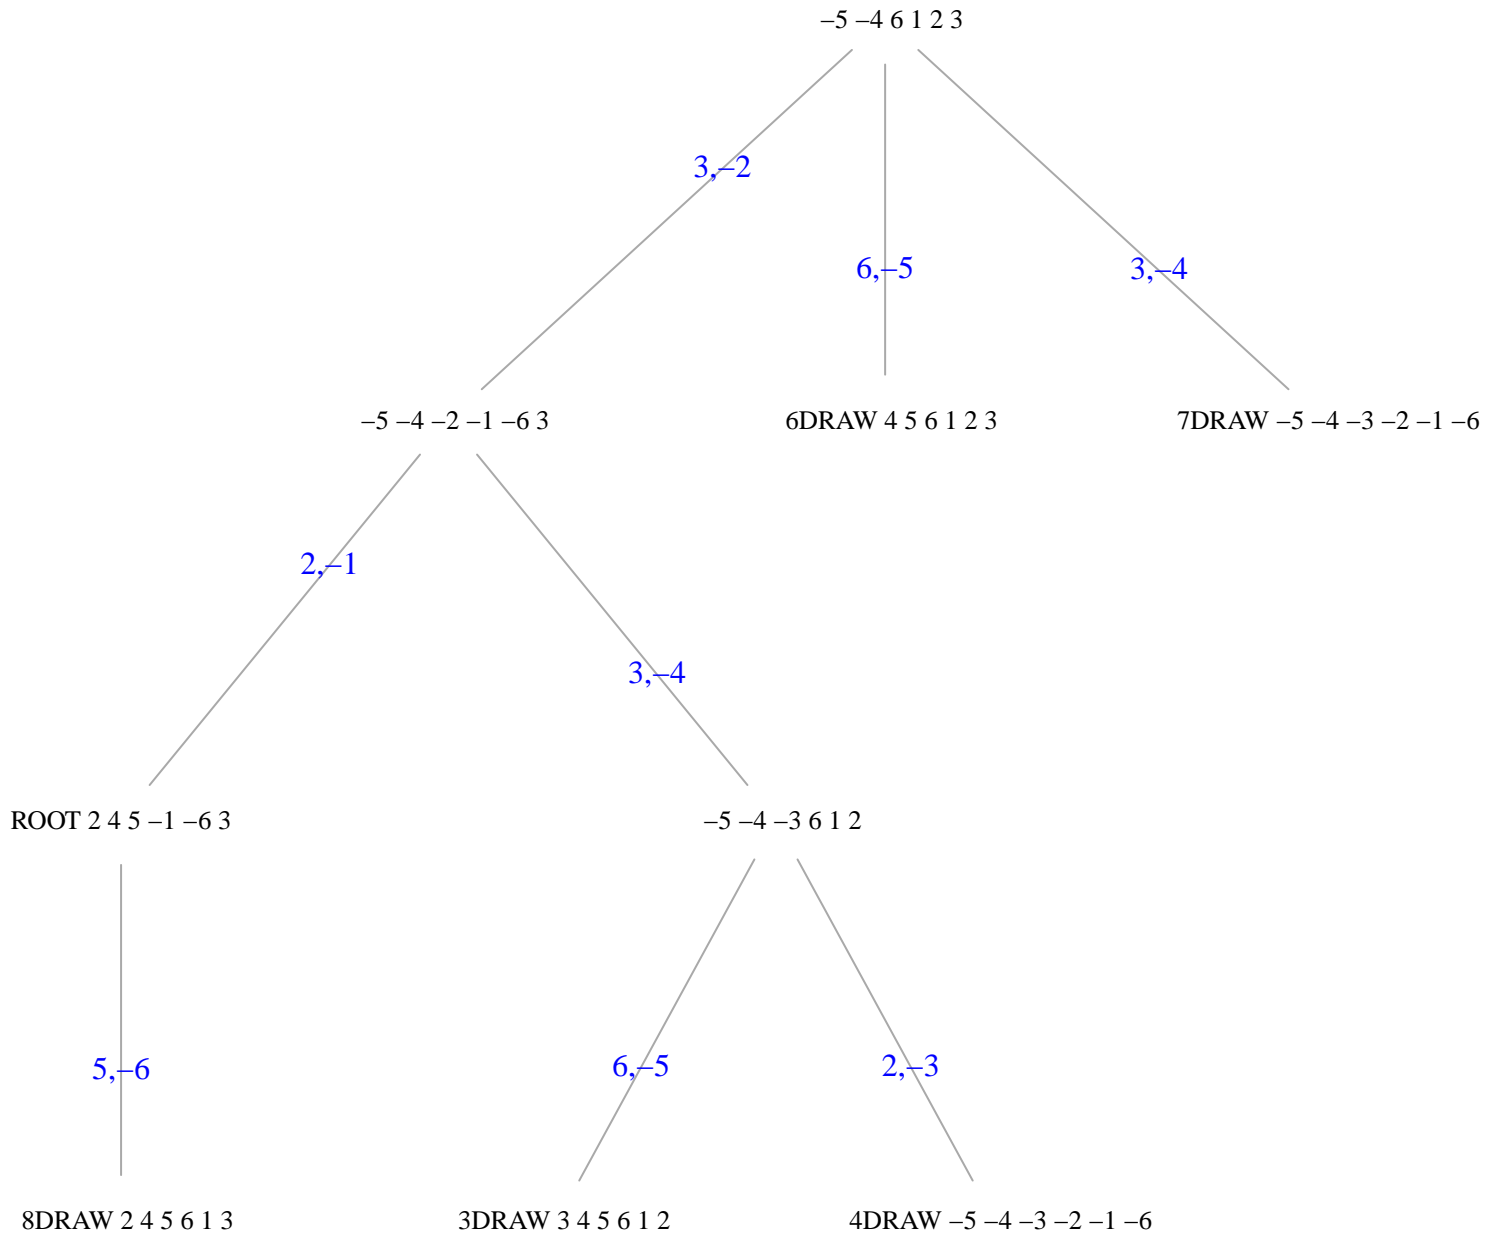 –5 –4 6 1 2 3
3,–2
6,–5
3,–4
–5 –4 –2 –1 –6 3
6DRAW 4 5 6 1 2 3
7DRAW –5 –4 –3 –2 –1 –6
2,–1
3,–4
ROOT 2 4 5 –1 –6 3
–5 –4 –3 6 1 2
5,–6
6,–5
2,–3
8DRAW 2 4 5 6 1 3
3DRAW 3 4 5 6 1 2
4DRAW –5 –4 –3 –2 –1 –6